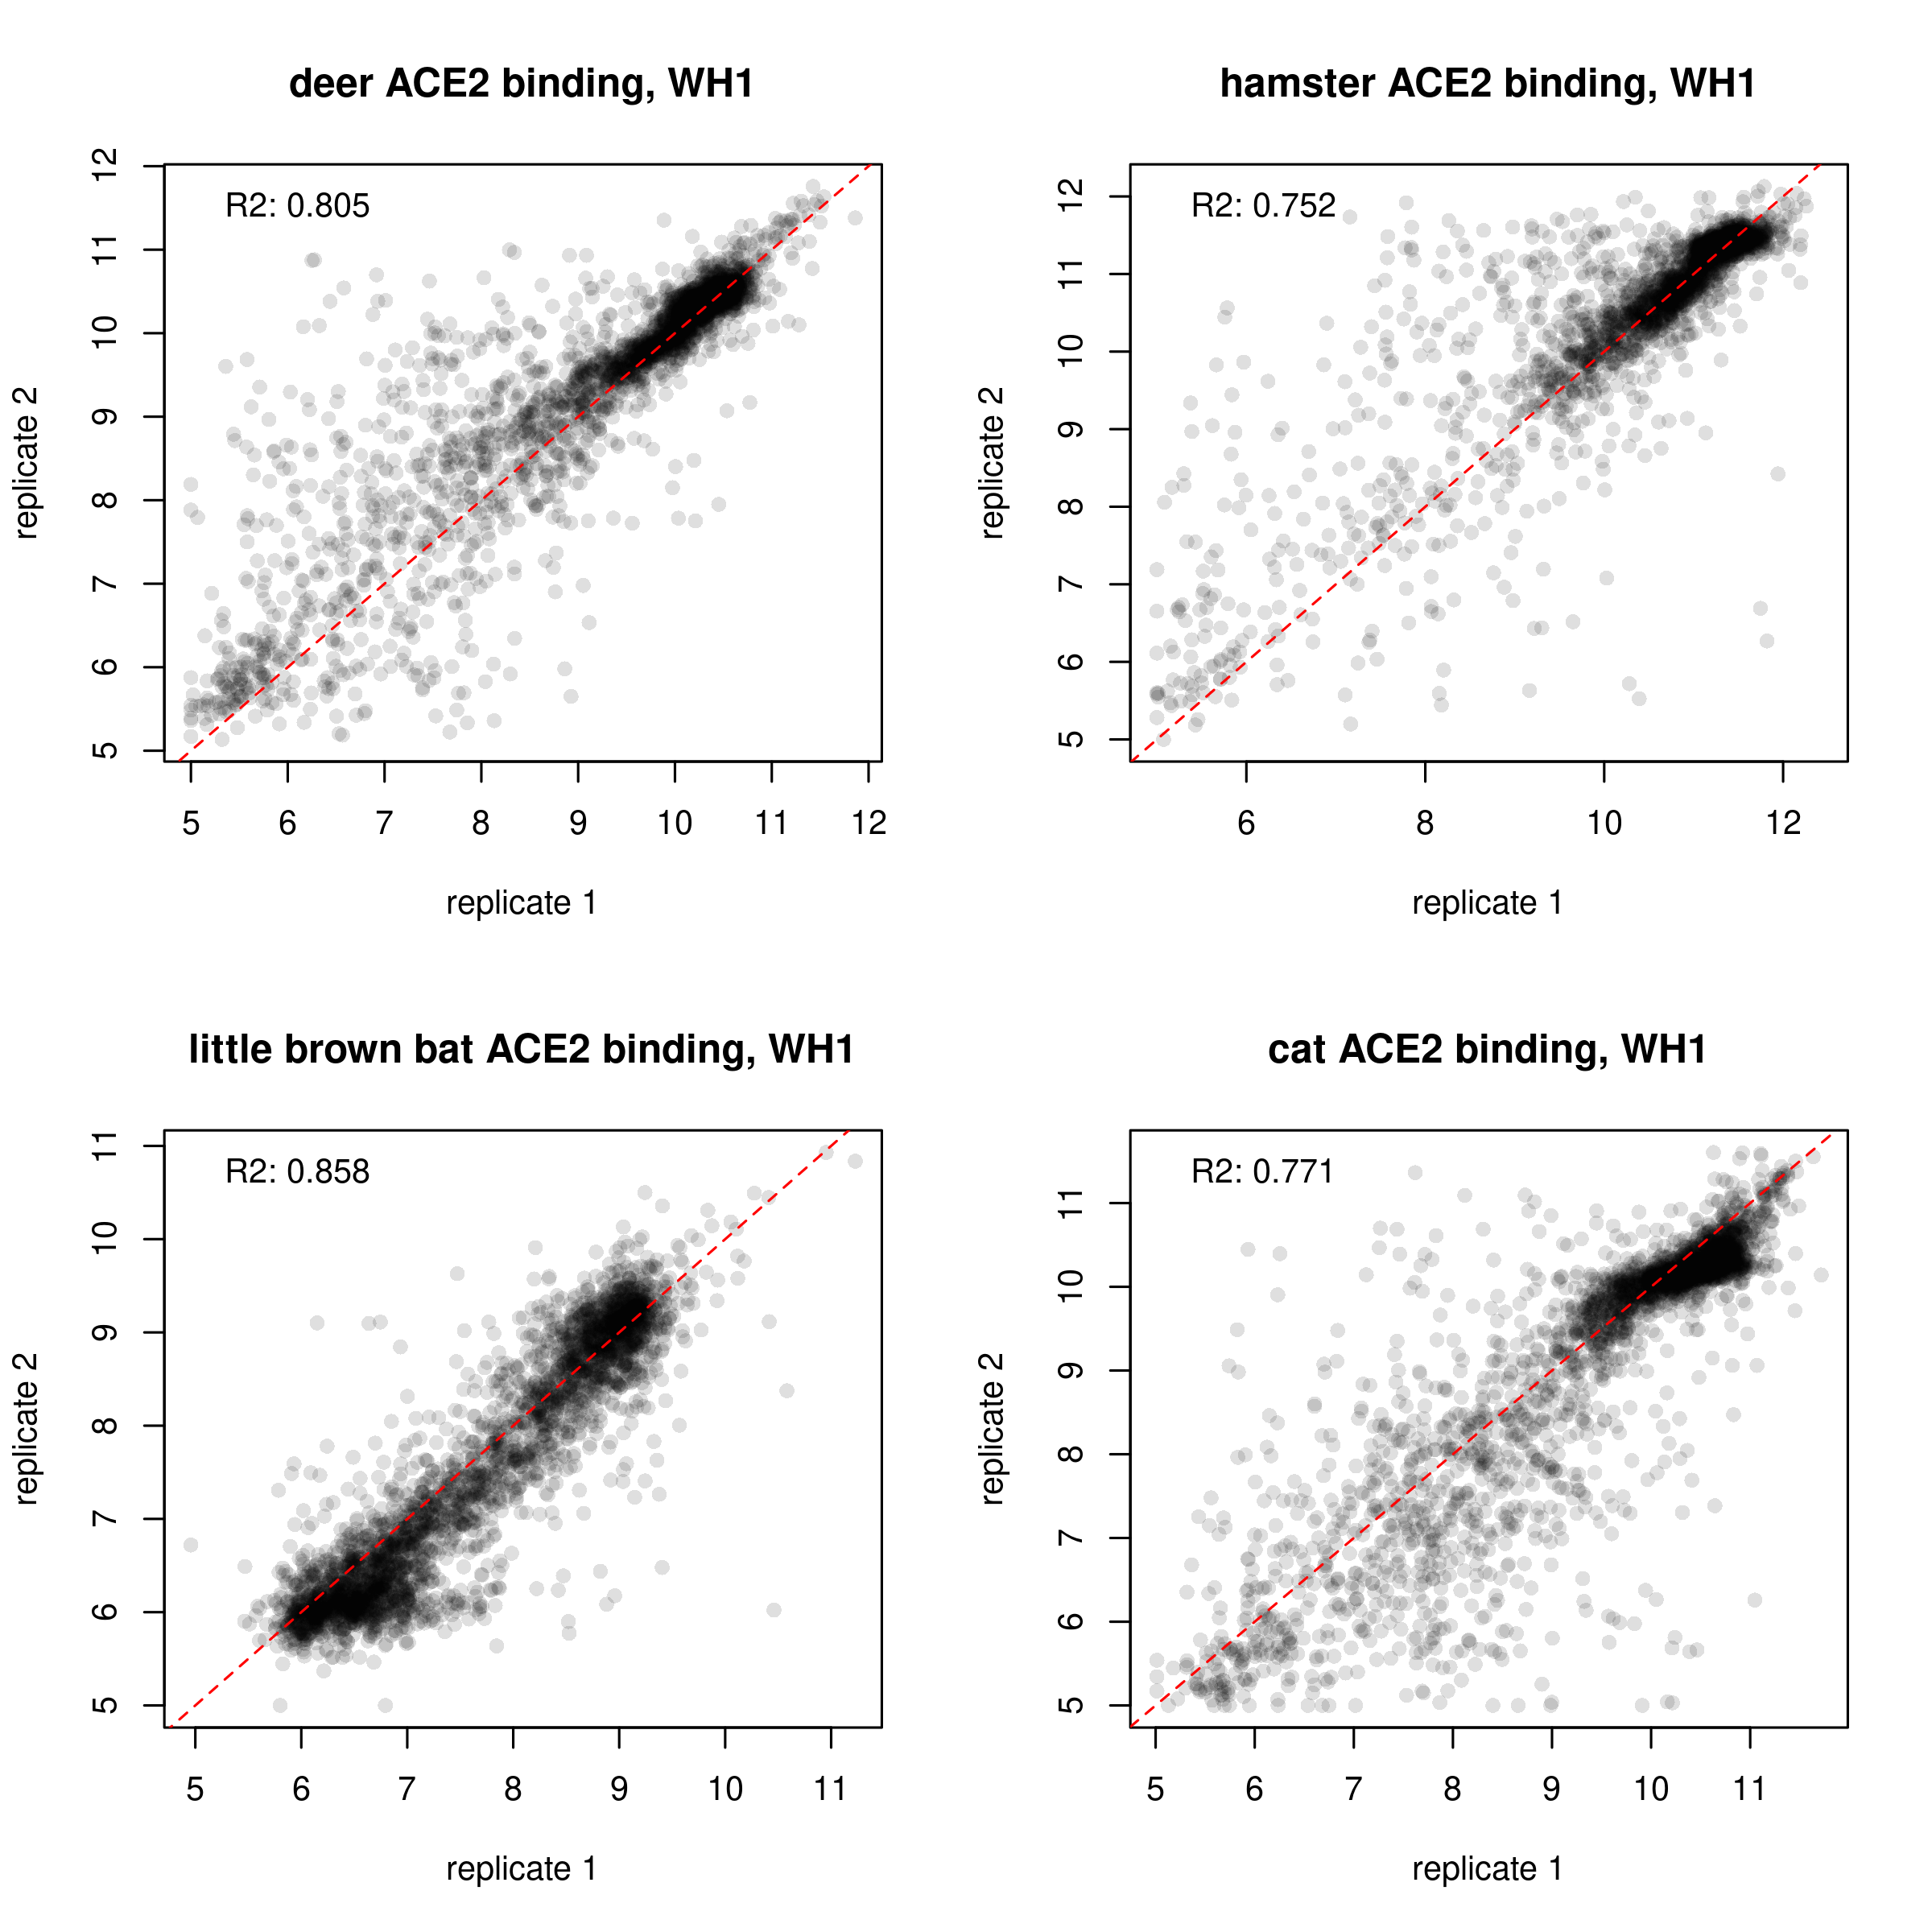 deer ACE2 binding, WH1
R2: 0.805
replicate 2
5 6 7 8 9 10 11 12
5 6 7 8 9 10 11 12
replicate 1
hamster ACE2 binding, WH1
R2: 0.752
replicate 2
5 6 7 8 9 10 11 12
6 8 10 12
replicate 1
little brown bat ACE2 binding, WH1
R2: 0.858
replicate 2
5 6 7 8 9 10 11
5 6 7 8 9 10 11
replicate 1
cat ACE2 binding, WH1
R2: 0.771
replicate 2
5 6 7 8 9 10 11
5 6 7 8 9 10 11
replicate 1